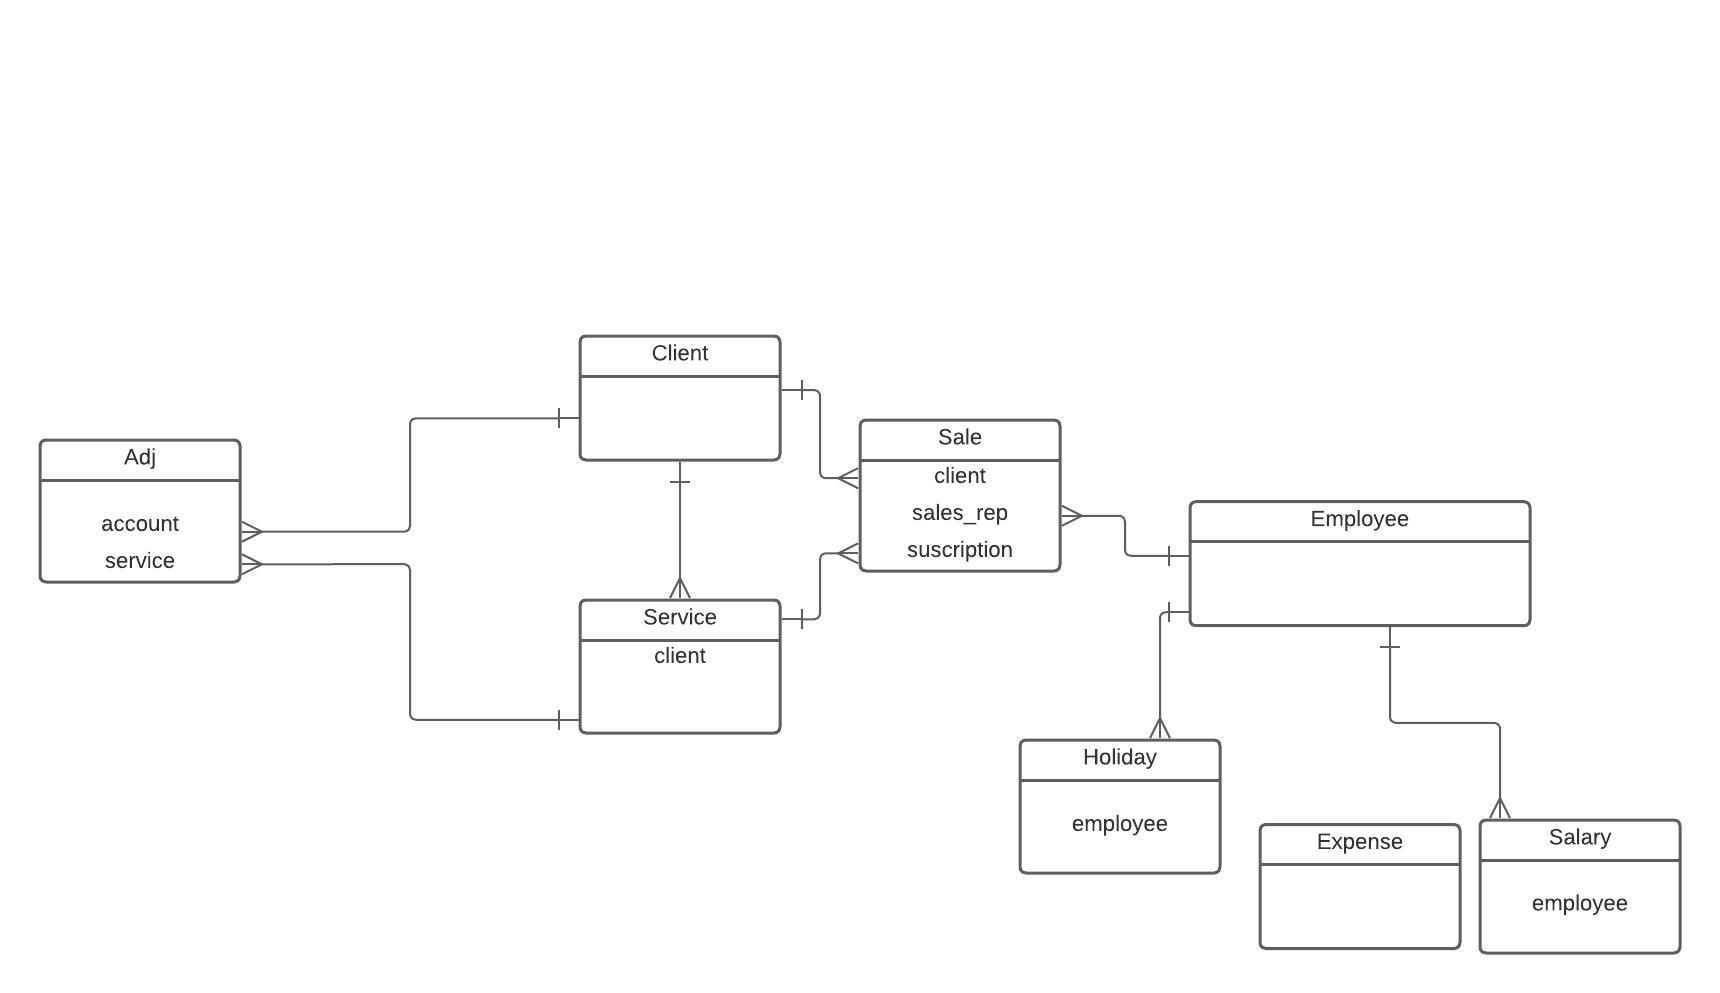 Client
Adj
account
service
Sale
client
sales_rep
suscription
Employee
Service
client
Holiday
employee
Expense
Salary
employee